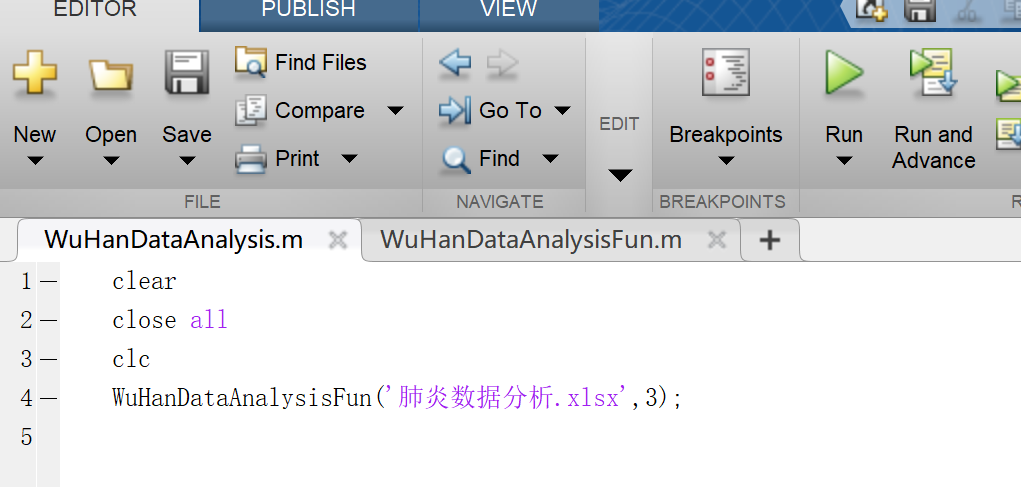 EDITOR PUBLISH VIEW
Find Files
Compare
Go To
EDIT
New Open Save
Breakpoints Run Run and
Print
Find
Advance
FILE NAVIGATE BREAKPOINTS
WuHanDataAnalysis.m WuHanDataAnalysisFun.m
1 clear
2 close all
3 clc
4 WuHanDataAnalysisFun('肺炎数据分析.xlsx',3);
5